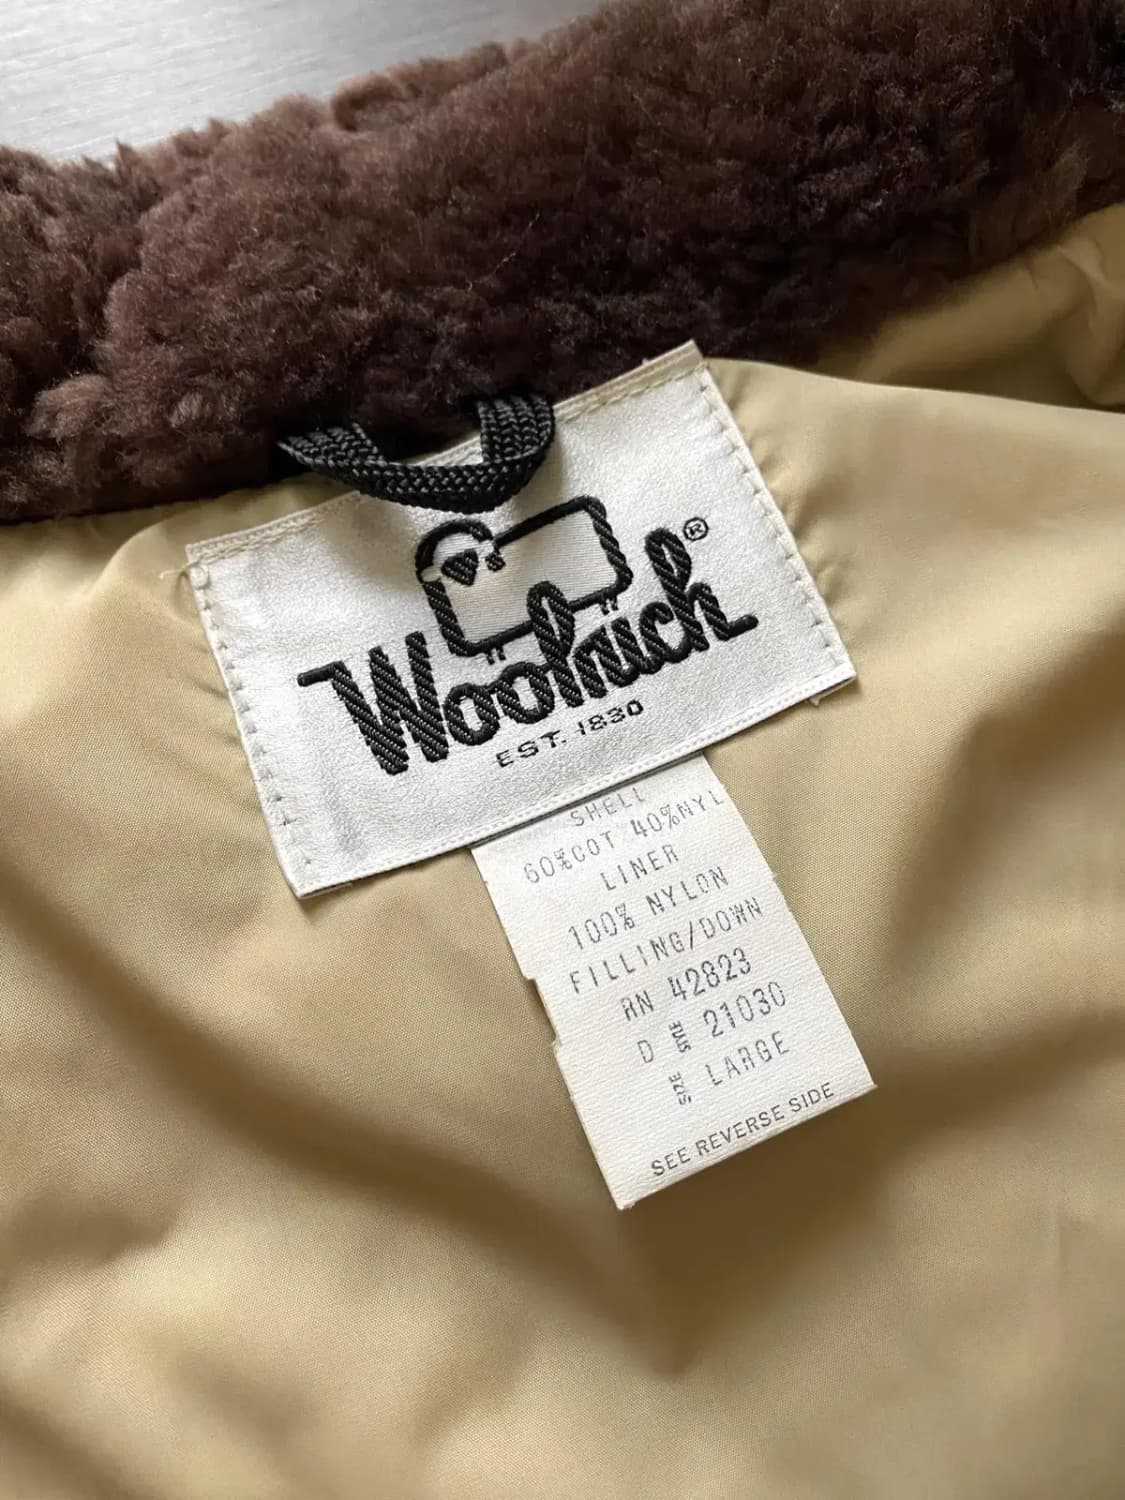 Woolrich®
EST. 1830
SHELL
60%COT 40%NYL
LINER
100% NYLON
FILLING/DOWN
RN 42823
D STYLE 21030
SIZE LARGE
SEE REVERSE SIDE